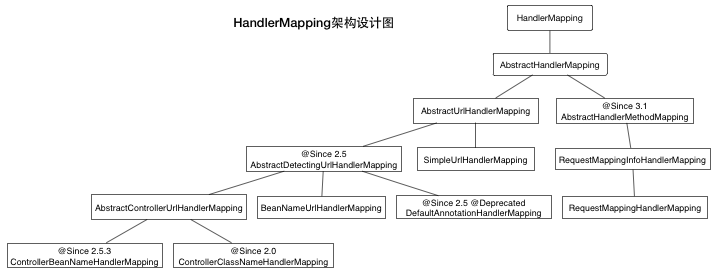 HandlerMapping架构设计图
HandlerMapping
AbstractHandlerMapping
AbstractUrlHandlerMapping
@Since 3.1
AbstractHandlerMethodMapping
@Since 2.5
AbstractDetectingUrlHandlerMapping
SimpleUrlHandlerMapping
RequestMappingInfoHandlerMapping
AbstractControllerUrlHandlerMapping
BeanNameUrlHandlerMapping
@Since 2.5 @Deprecated
DefaultAnnotationHandlerMapping
RequestMappingHandlerMapping
@Since 2.5.3
ControllerBeanNameHandlerMapping
@Since 2.0
ControllerClassNameHandlerMapping